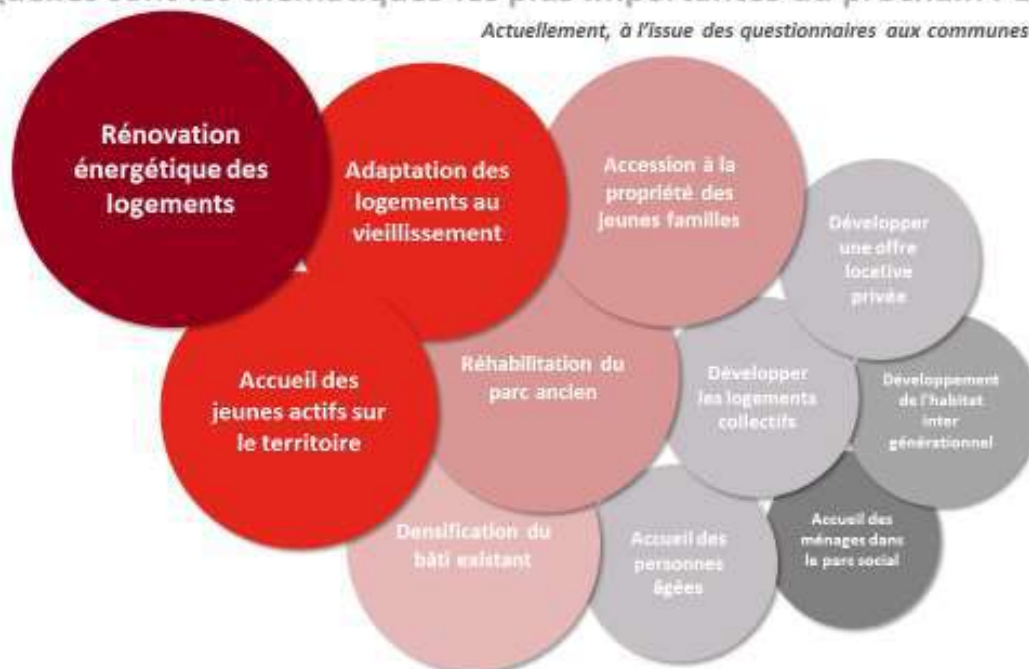 Actuellement, à l'issue des questionnaires aux communes
Rénovation
énergétique des
logements
Adaptation des
logements au
vieillissement
Accession à la
propriété des
jeunes familles
Développer
une offre
locetive
privée
Accueil des
jeunes actifs sur
le territoire
Réhabilitation du
parc ancien
Développer
les logements
collectifs
Développement
de l'habitat
inter
générationnel
Densification du
bâti existant
Accueil des
personnes
âgées
Accueil des
ménages dans
le parc social